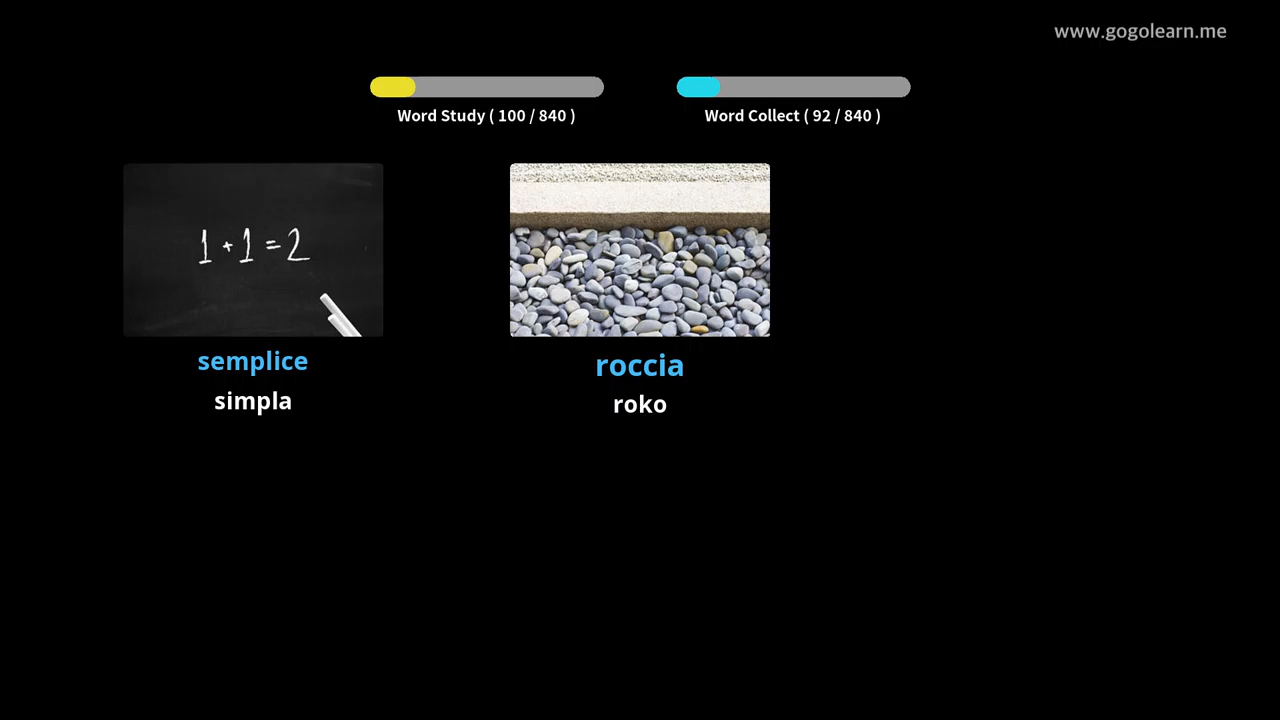 www.gogolearn.me
Word Study ( 100 / 840 )
Word Collect ( 92 / 840 )
1 + 1 = 2
semplice
simpla
roccia
roko